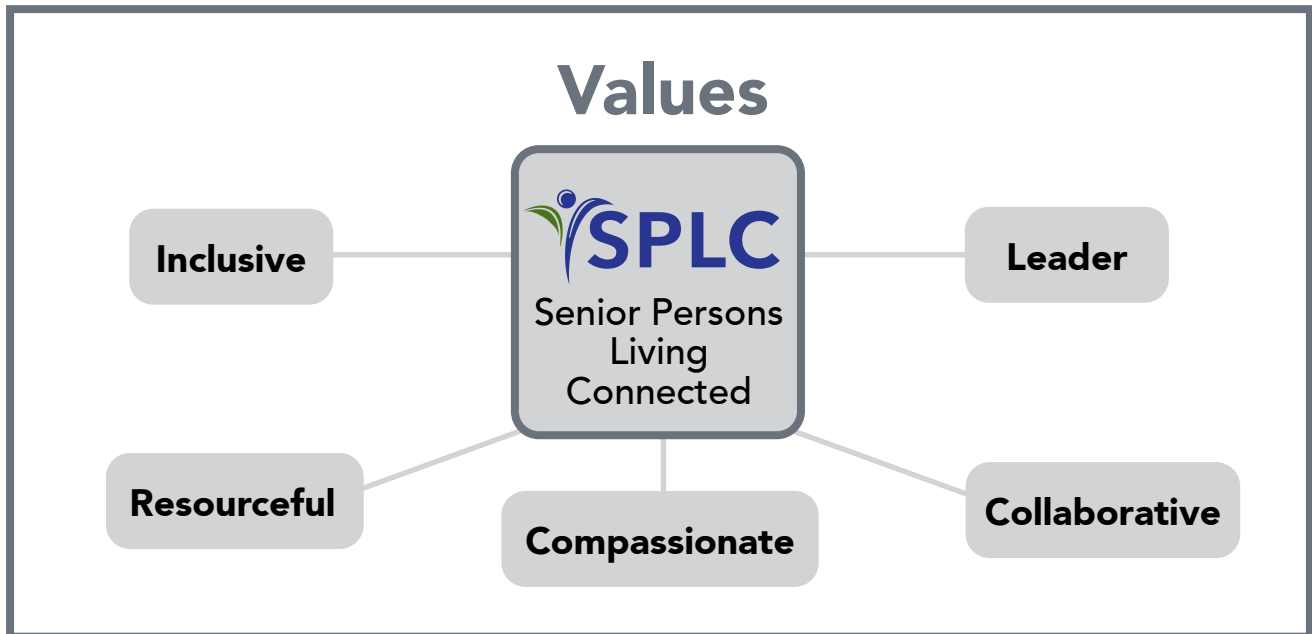 Values
SPLC
Senior Persons
Living
Connected
Inclusive
Leader
Resourceful
Compassionate
Collaborative